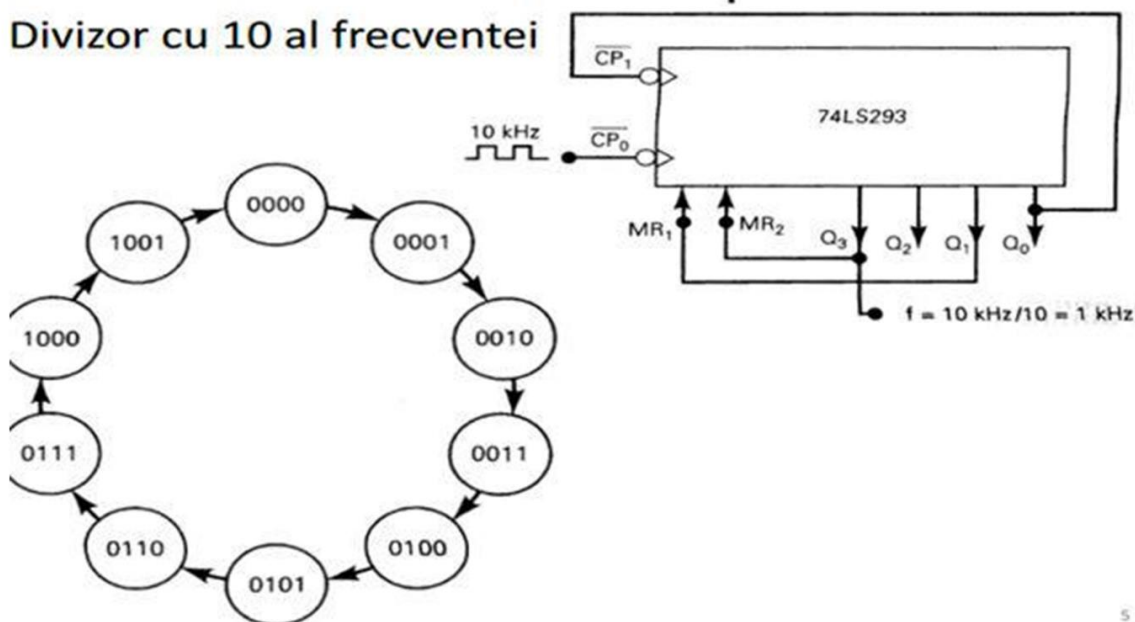 Divizor cu 10 al frecventei
CP₁
74LS293
10 kHz
CP₀
MR₁
MR₂
Q₃
Q₂
Q₁
Q₀
f = 10 kHz/10 = 1 kHz
0000
1001
0001
1000
0010
0111
0011
0110
0100
0101
5